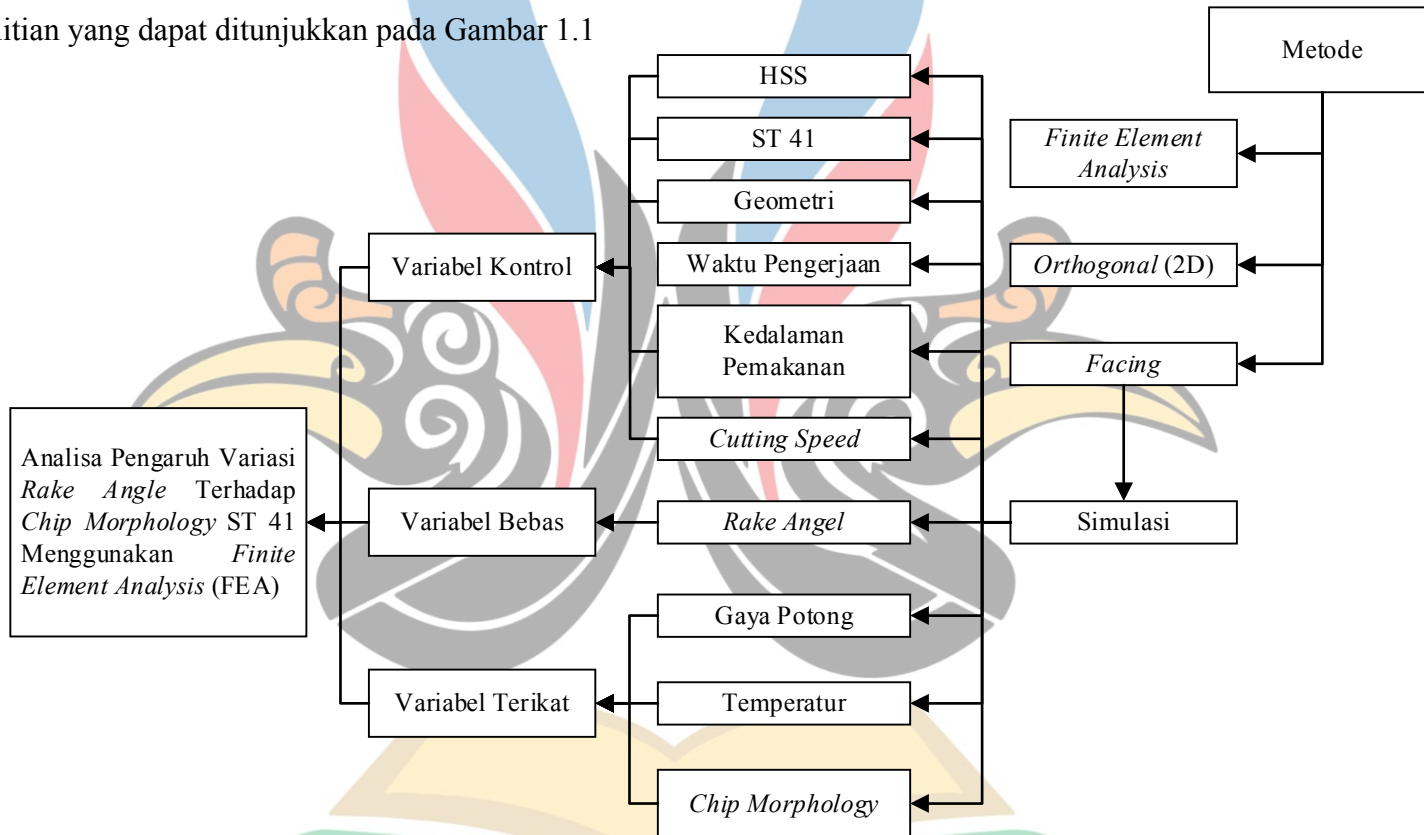 litian yang dapat ditunjukkan pada Gambar 1.1
Metode
HSS
ST 41
Finite Element
Analysis
Geometri
Variabel Kontrol
Waktu Pengerjaan
Orthogonal (2D)
Kedalaman
Pemakanan
Facing
Cutting Speed
Analisa Pengaruh Variasi
Rake Angle Terhadap
Chip Morphology ST 41
Menggunakan Finite
Element Analysis (FEA)
Variabel Bebas
Rake Angel
Simulasi
Gaya Potong
Variabel Terikat
Temperatur
Chip Morphology